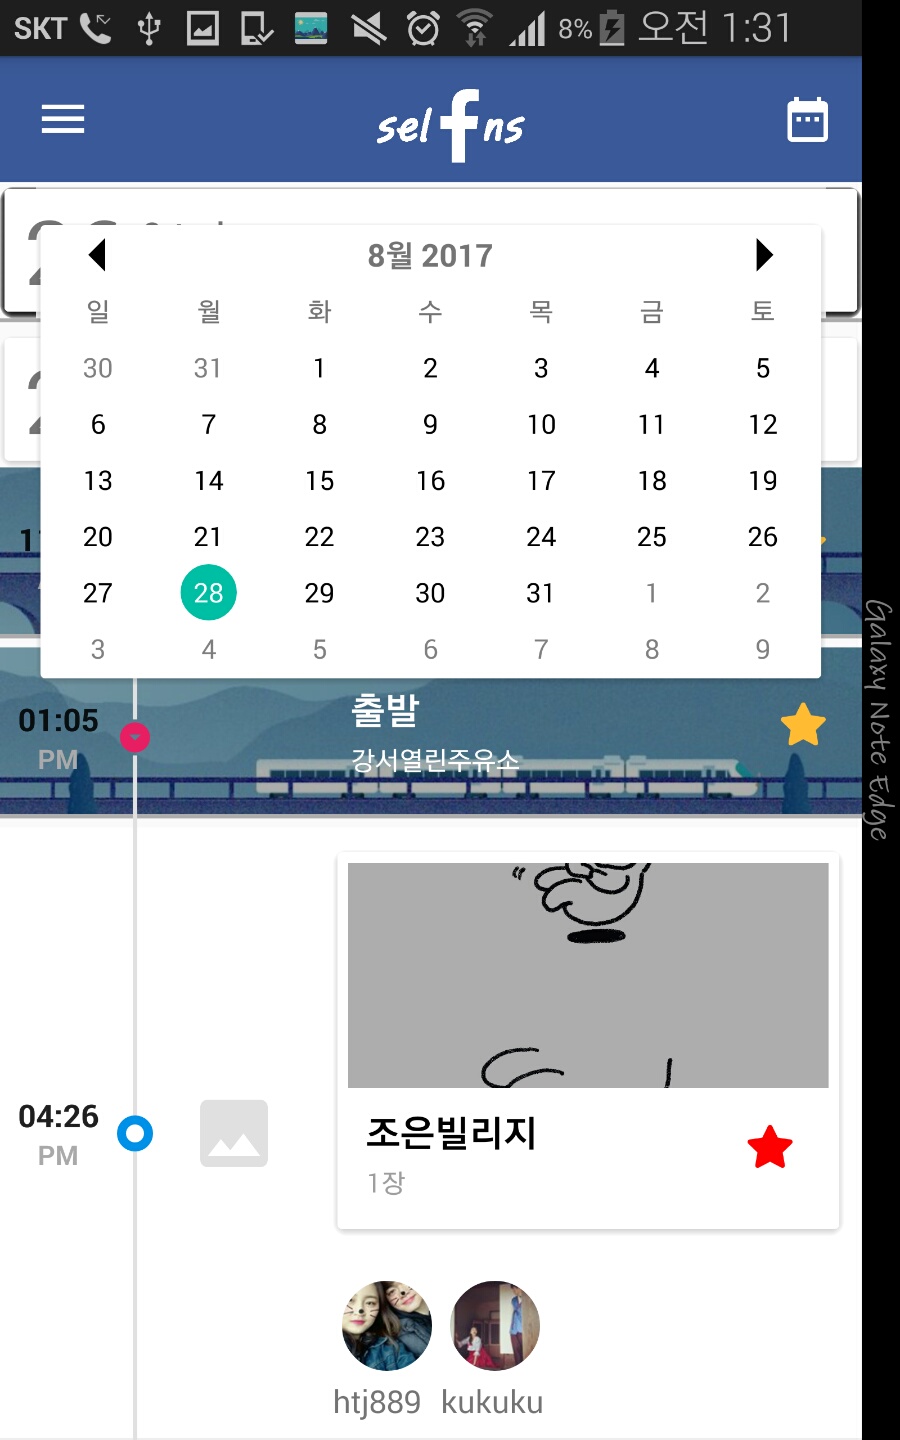 SKT 8% 오전 1:31
selfns
8월 2017
일 월 화 수 목 금 토
30 31 1 2 3 4 5
6 7 8 9 10 11 12
13 14 15 16 17 18 19
20 21 22 23 24 25 26
27 28 29 30 31 1 2
3 4 5 6 7 8 9
01:05
PM
출발
강서열린주유소
04:26
PM
조은빌리지
1장
htj889 kukuku
Galaxy Note Edge